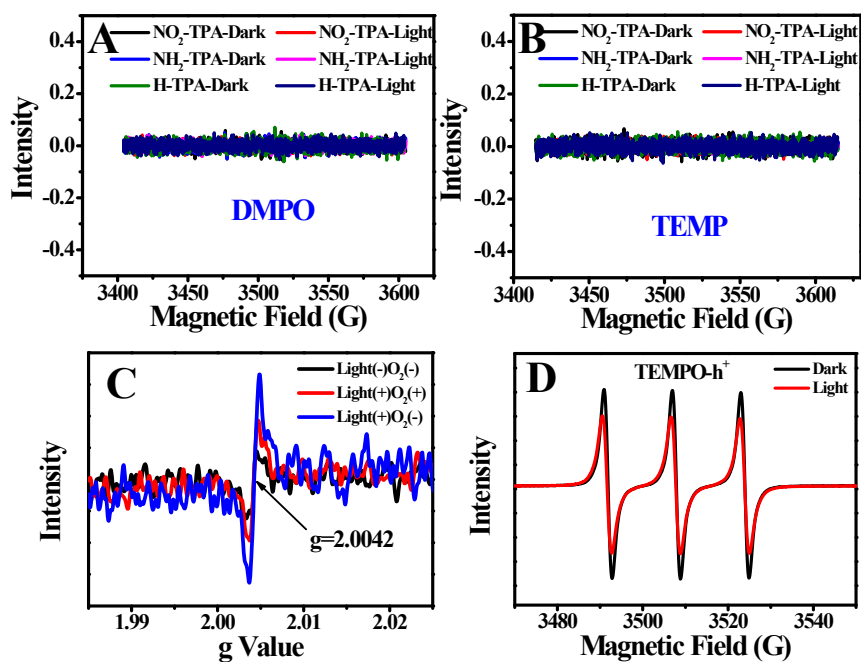 A
NO2-TPA-Dark NO2-TPA-Light
NH2-TPA-Dark NH2-TPA-Light
H-TPA-Dark H-TPA-Light
0.4
0.2
0.0
-0.2
-0.4
Intensity
DMPO
3400 3450 3500 3550 3600
Magnetic Field (G)
B
NO2-TPA-Dark NO2-TPA-Light
NH2-TPA-Dark NH2-TPA-Light
H-TPA-Dark H-TPA-Light
0.4
0.2
0.0
-0.2
-0.4
Intensity
TEMP
3400 3450 3500 3550 3600
Magnetic Field (G)
C
Light(-)O2(-)
Light(+)O2(+)
Light(+)O2(-)
Intensity
g=2.0042
1.99 2.00 2.01 2.02
g Value
D
TEMPO-h+
Dark
Light
Intensity
3480 3510 3540
Magnetic Field (G)